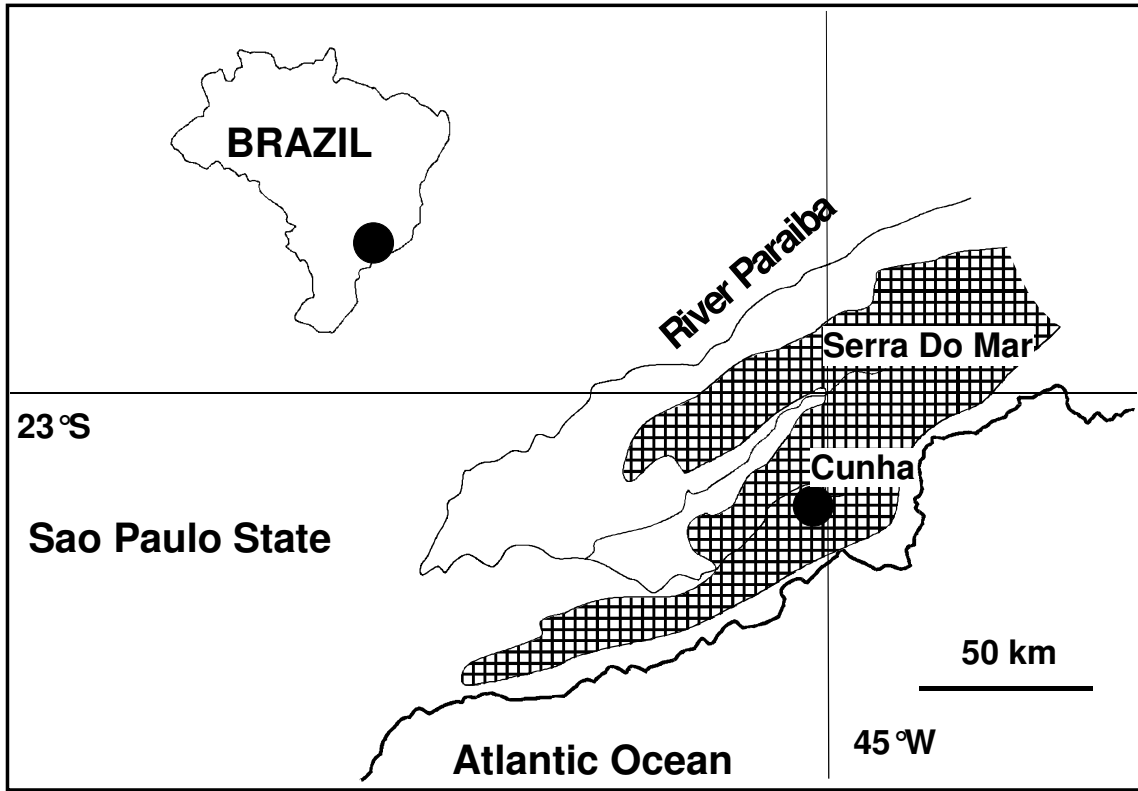 BRAZIL
River Paraiba
Serra Do Mar
23°S
Cunha
Sao Paulo State
50 km
45°W
Atlantic Ocean